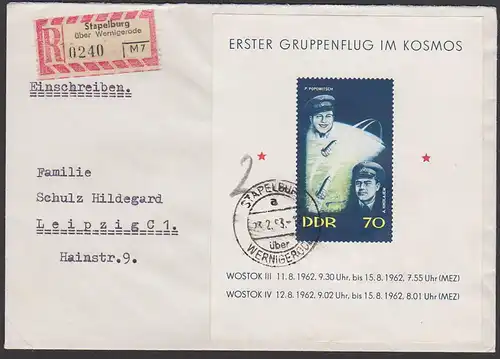 Stapelburg
über Wernigerode
R
0240
M7
Einschreiben.
ERSTER GRUPPENFLUG IM KOSMOS
P. POPOWITSCH
A. NIKOLAJEW
DDR 70
2
STAPELBURG
a
über
WERNIGERODE
Familie
Schulz Hildegard
Leipzig C 1.
Hainstr.9.
WOSTOK III 11. 8. 1962, 9.30 Uhr, bis 15. 8. 1962, 7.55 Uhr (MEZ)
WOSTOK IV 12. 8. 1962, 9.02 Uhr, bis 15. 8. 1962, 8.01 Uhr (MEZ)